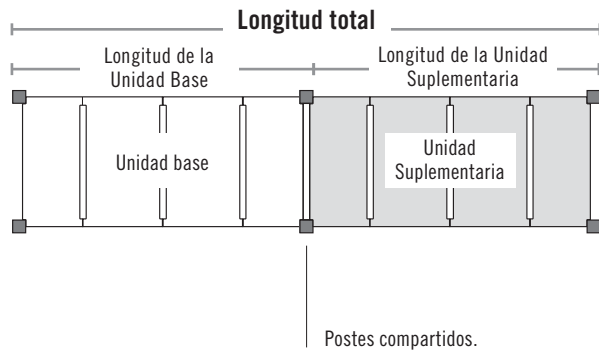 Longitud total
Longitud de la
Unidad Base
Longitud de la Unidad
Suplementaria
Unidad base
Unidad
Suplementaria
Postes compartidos.